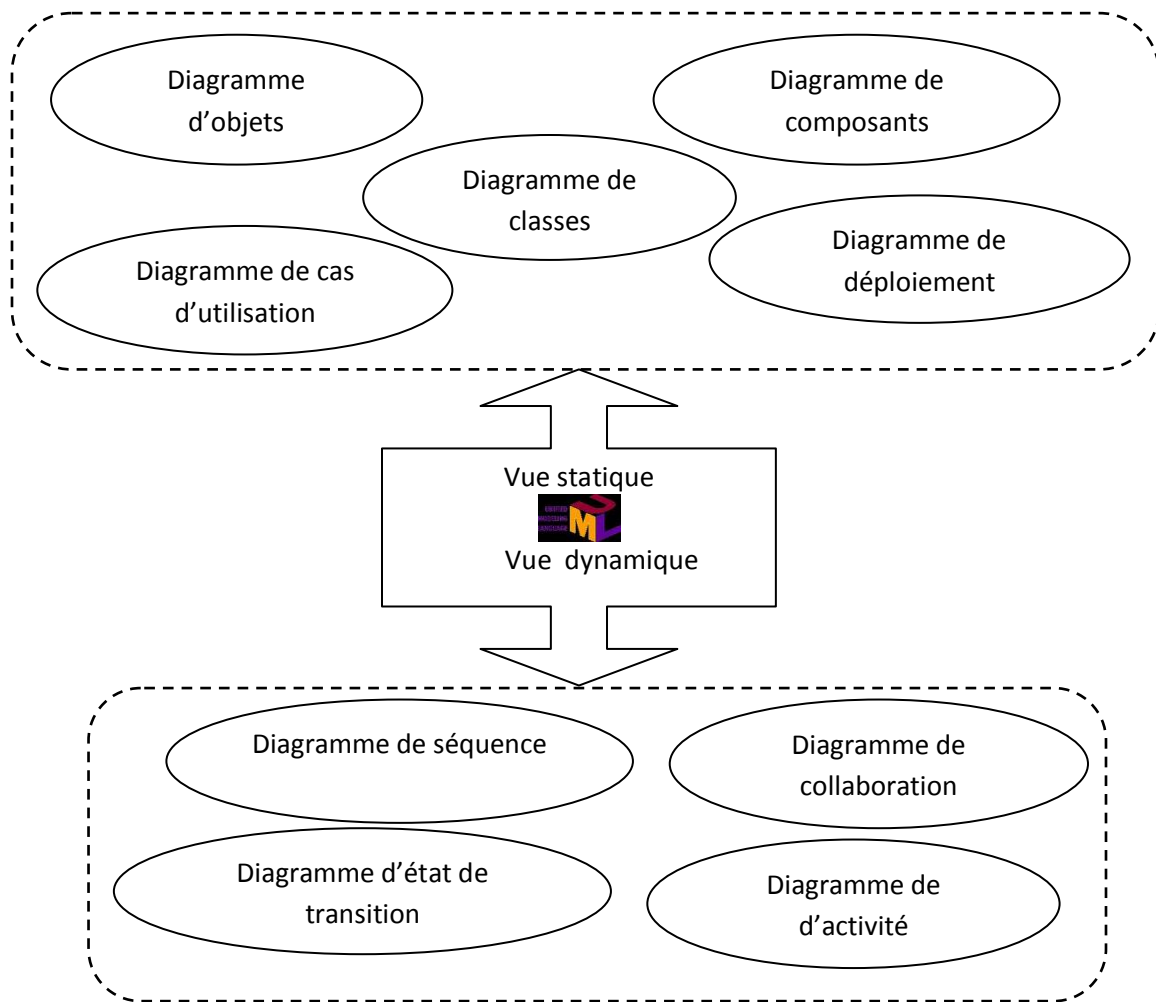 Diagramme
d’objets
Diagramme de
composants
Diagramme de
classes
Diagramme de cas
d’utilisation
Diagramme de
déploiement
Vue statique
UML
Vue dynamique
Diagramme de séquence
Diagramme de
collaboration
Diagramme d’état de
transition
Diagramme de
d’activité